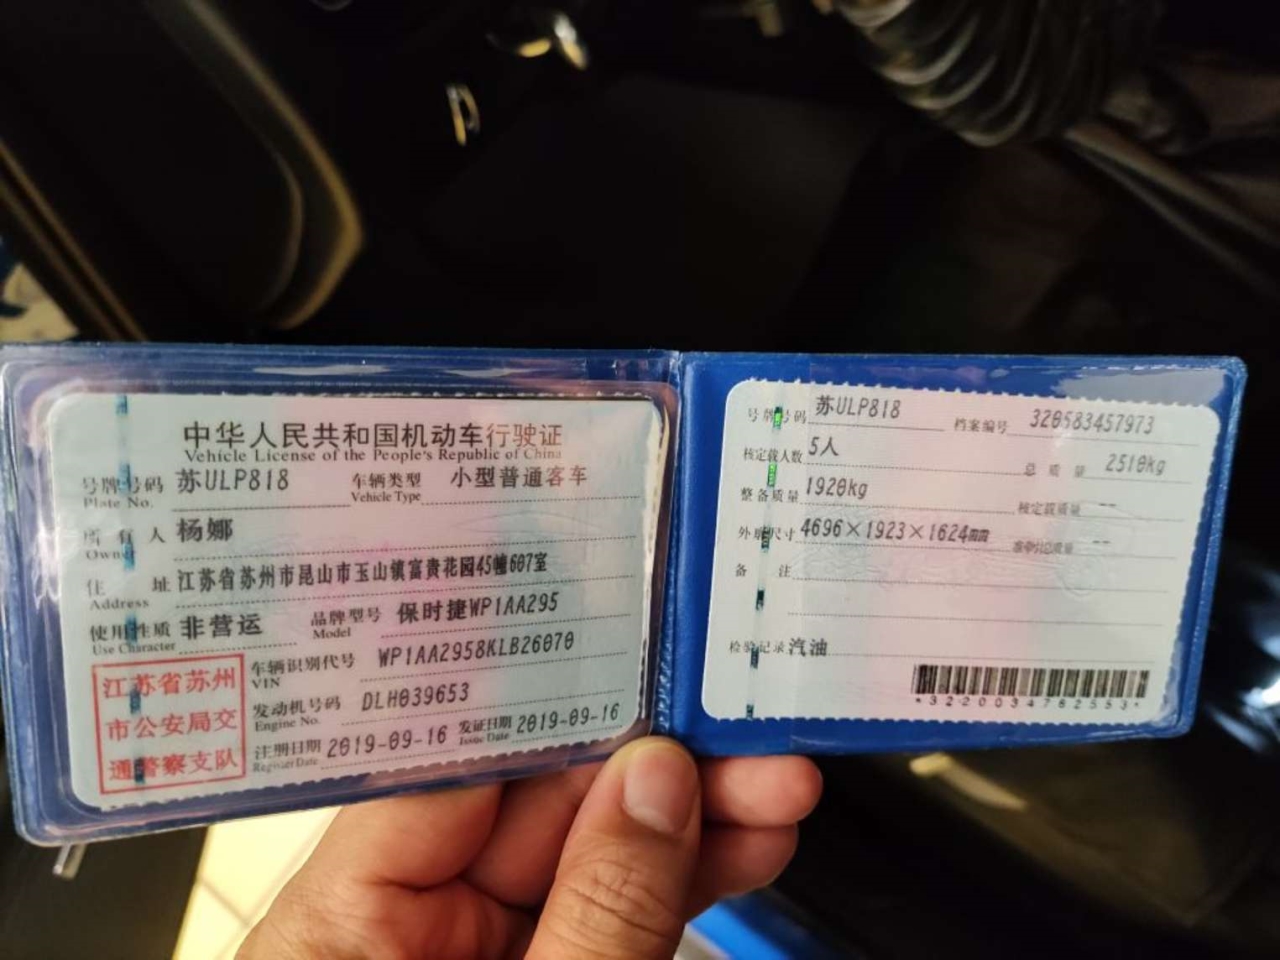 中华人民共和国机动车行驶证
Vehicle License of the People's Republic of China
号牌号码 苏ULP818 车辆类型 小型普通客车
Plate No. Vehicle Type
所有人 杨娜
Owner
住址 江苏省苏州市昆山市玉山镇富贵花园45幢607室
Address
使用性质 非营运 品牌型号 保时捷WP1AA295
Use Character Model
江苏省苏州
市公安局交
通警察支队
车辆识别代号 WP1AA2958KLB26070
VIN
发动机号码 DLH039653
Engine No.
注册日期 2019-09-16 发证日期 2019-09-16
Register Date Issue Date
号牌号码 苏ULP818 档案编号 320583457973
核定载人数 5人 总质量 2510kg
整备质量 1920kg 核定载质量 --
外廓尺寸 4696×1923×1624mm 准牵引总质量 --
备注
检验记录 汽油
*3220034762553*